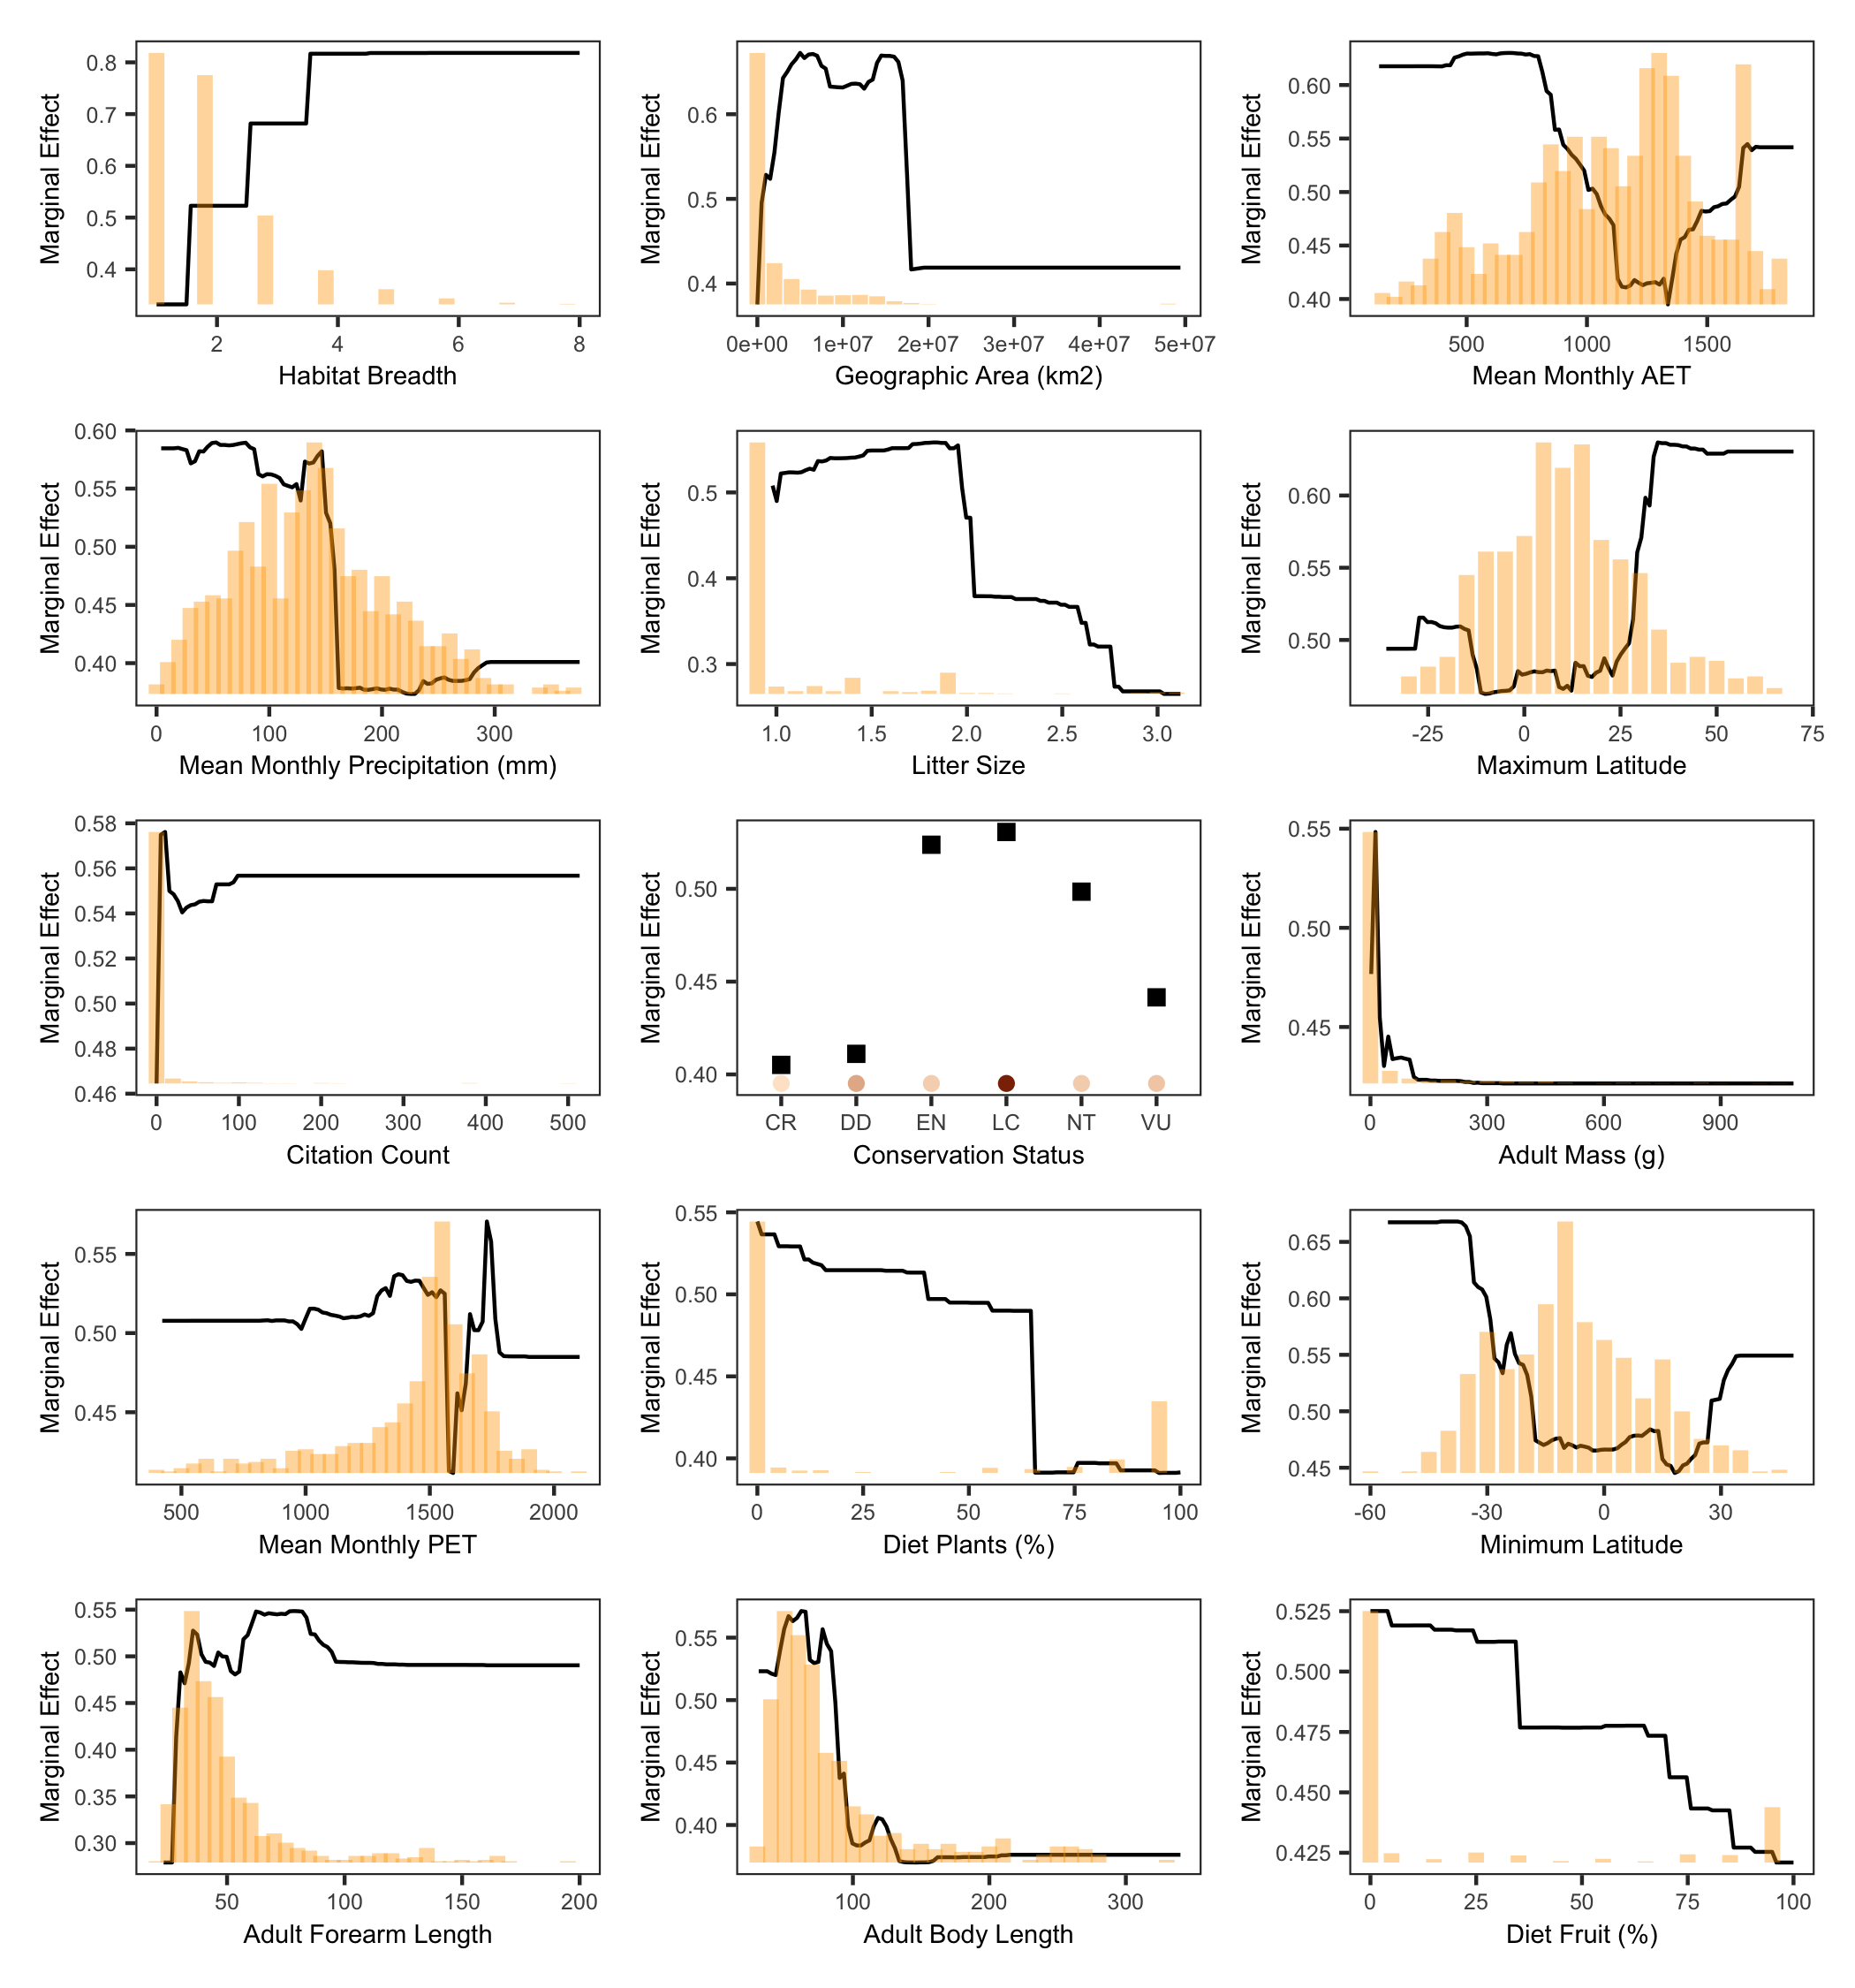 Marginal Effect
0.8
0.7
0.6
0.5
0.4
2 4 6 8
Habitat Breadth
Marginal Effect
0.6
0.5
0.4
0e+00 1e+07 2e+07 3e+07 4e+07 5e+07
Geographic Area (km2)
Marginal Effect
0.60
0.55
0.50
0.45
0.40
500 1000 1500
Mean Monthly AET
Marginal Effect
0.60
0.55
0.50
0.45
0.40
0 100 200 300
Mean Monthly Precipitation (mm)
Marginal Effect
0.5
0.4
0.3
1.0 1.5 2.0 2.5 3.0
Litter Size
Marginal Effect
0.60
0.55
0.50
-25 0 25 50 75
Maximum Latitude
Marginal Effect
0.58
0.56
0.54
0.52
0.50
0.48
0.46
0 100 200 300 400 500
Citation Count
Marginal Effect
0.50
0.45
0.40
CR DD EN LC NT VU
Conservation Status
Marginal Effect
0.55
0.50
0.45
0 300 600 900
Adult Mass (g)
Marginal Effect
0.55
0.50
0.45
500 1000 1500 2000
Mean Monthly PET
Marginal Effect
0.55
0.50
0.45
0.40
0 25 50 75 100
Diet Plants (%)
Marginal Effect
0.65
0.60
0.55
0.50
0.45
-60 -30 0 30
Minimum Latitude
Marginal Effect
0.55
0.50
0.45
0.40
0.35
0.30
50 100 150 200
Adult Forearm Length
Marginal Effect
0.55
0.50
0.45
0.40
100 200 300
Adult Body Length
Marginal Effect
0.525
0.500
0.475
0.450
0.425
0 25 50 75 100
Diet Fruit (%)